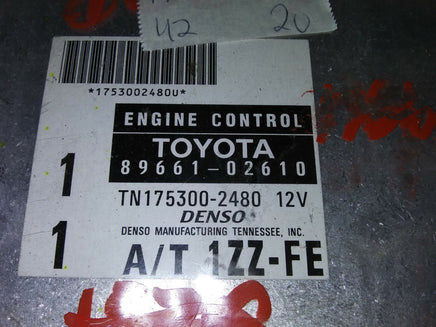 42 20
*1753002480U*
ENGINE CONTROL
TOYOTA
89661-02610
1 TN175300-2480 12V
DENSO
DENSO MANUFACTURING TENNESSEE, INC.
1 A/T 1ZZ-FE